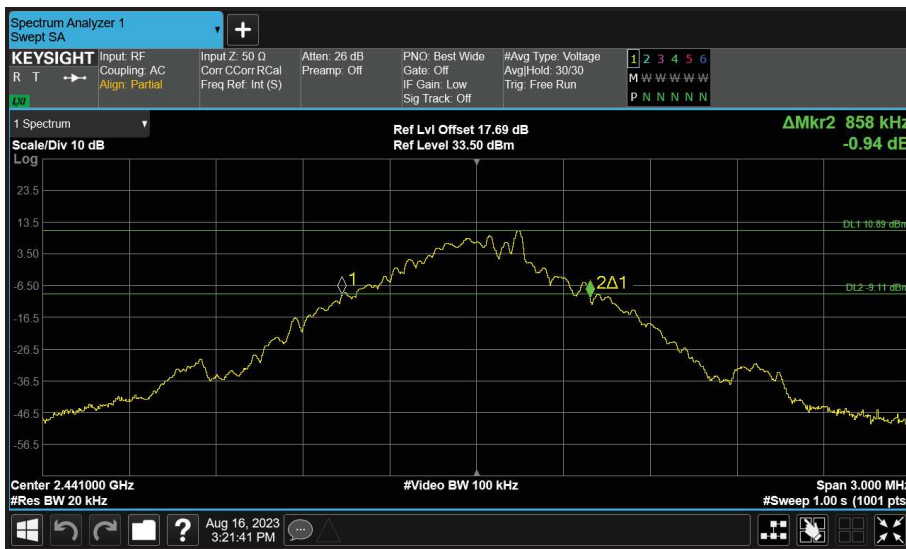 Spectrum Analyzer 1
Swept SA
+
KEYSIGHT
R T
LXI
Input: RF
Coupling: AC
Align: Partial
Input Z: 50 Ω
Corr CCorr RCal
Freq Ref: Int (S)
Atten: 26 dB
Preamp: Off
PNO: Best Wide
Gate: Off
IF Gain: Low
Sig Track: Off
#Avg Type: Voltage
Avg|Hold: 30/30
Trig: Free Run
1 2 3 4 5 6
M W W W W W
P N N N N N
1 Spectrum
Scale/Div 10 dB
Log
Ref Lvl Offset 17.69 dB
Ref Level 33.50 dBm
ΔMkr2 858 kHz
-0.94 dB
23.5
13.5
DL1 10.89 dBm
3.50
-6.50
1
2Δ1
DL2 -9.11 dBm
-16.5
-26.5
-36.5
-46.5
-56.5
Center 2.441000 GHz
#Video BW 100 kHz
Span 3.000 MHz
#Res BW 20 kHz
#Sweep 1.00 s (1001 pts
?
Aug 16, 2023
3:21:41 PM